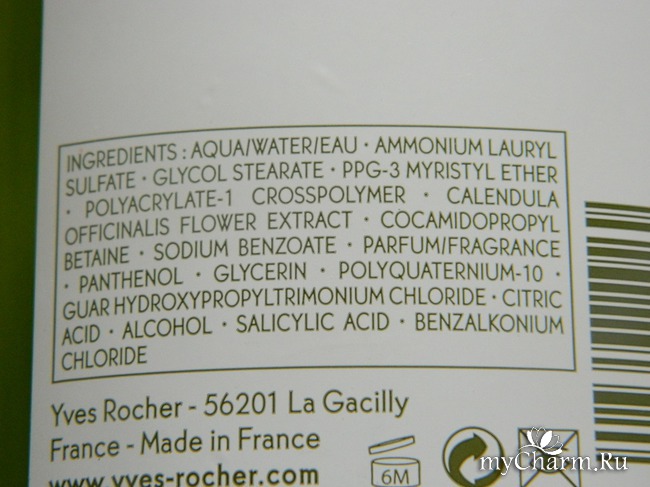 INGREDIENTS : AQUA/WATER/EAU · AMMONIUM LAURYL
SULFATE · GLYCOL STEARATE · PPG-3 MYRISTYL ETHER
· POLYACRYLATE-1 CROSSPOLYMER · CALENDULA
OFFICINALIS FLOWER EXTRACT · COCAMIDOPROPYL
BETAINE · SODIUM BENZOATE · PARFUM/FRAGRANCE
· PANTHENOL · GLYCERIN · POLYQUATERNIUM-10 ·
GUAR HYDROXYPROPYLTRIMONIUM CHLORIDE · CITRIC
ACID · ALCOHOL · SALICYLIC ACID · BENZALKONIUM
CHLORIDE
Yves Rocher - 56201 La Gacilly
France - Made in France
www.yves-rocher.com
6M
myCharm.Ru